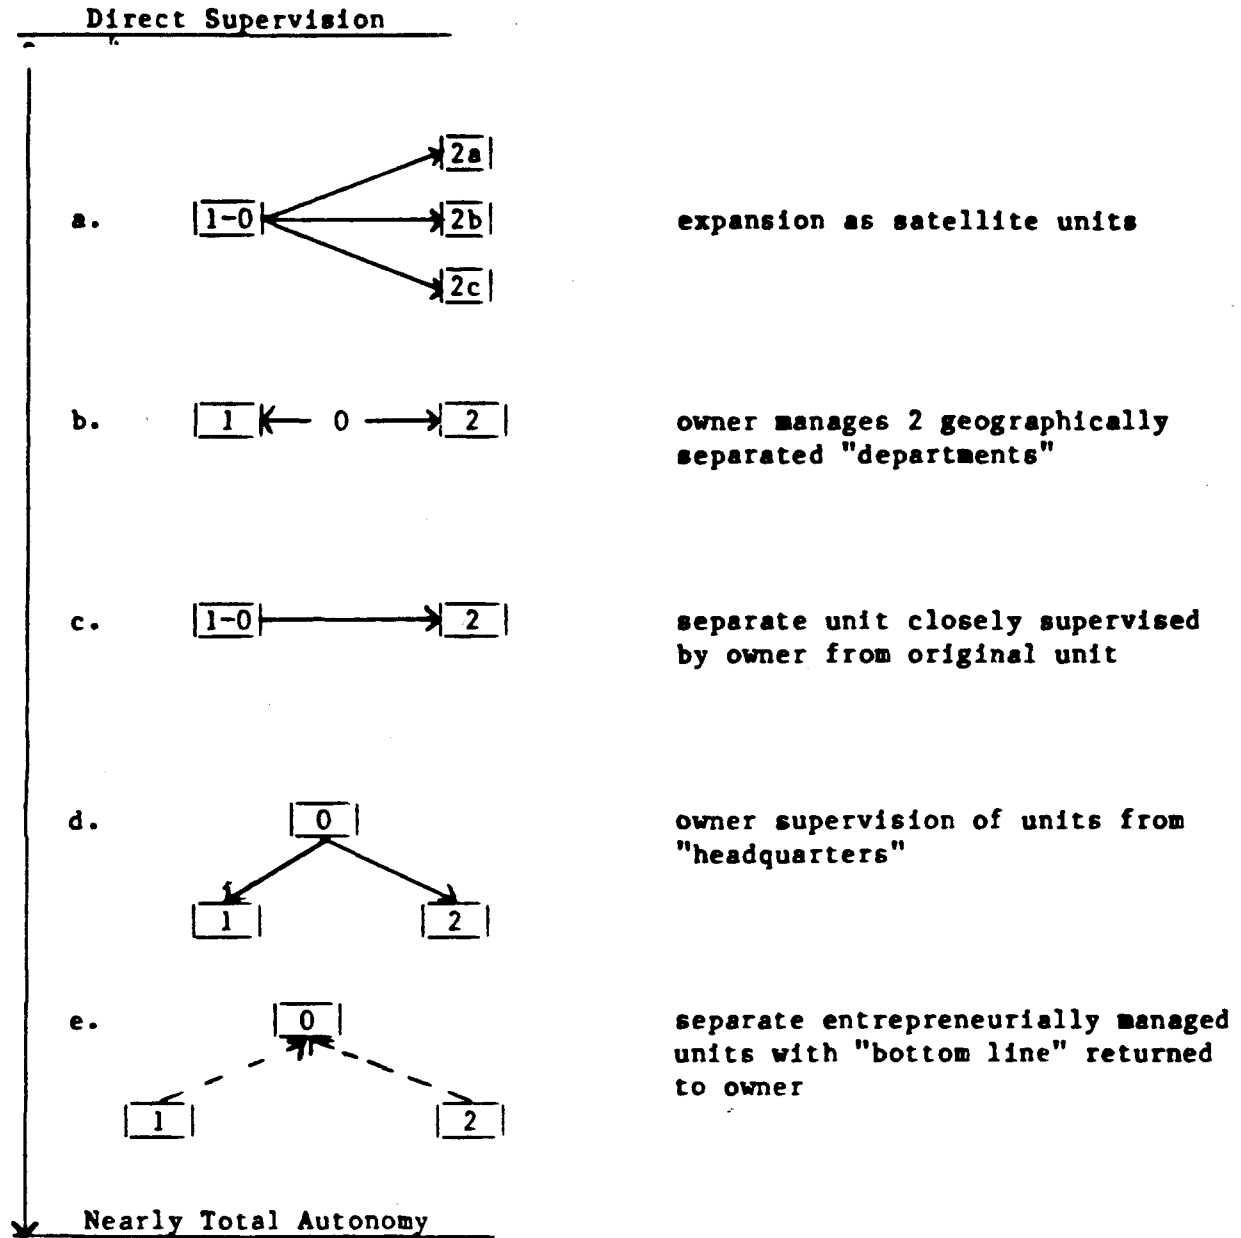 Direct Supervision
2a
a. 1-0 2b expansion as satellite units
2c
b. 1 0 2 owner manages 2 geographically
separated "departments"
c. 1-0 2 separate unit closely supervised
by owner from original unit
d. 0 owner supervision of units from
"headquarters"
1 2
e. 0 separate entrepreneurially managed
units with "bottom line" returned
to owner
1 2
Nearly Total Autonomy